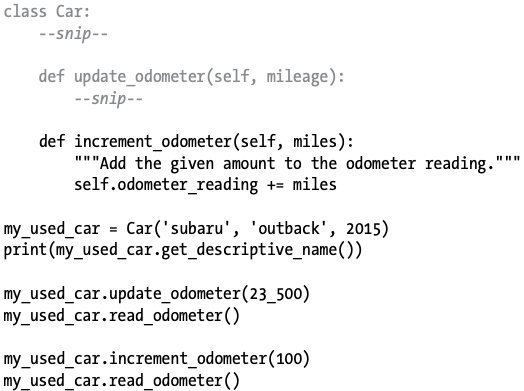 class Car:
    --snip--

    def update_odometer(self, mileage):
        --snip--

    def increment_odometer(self, miles):
        """Add the given amount to the odometer reading."""
        self.odometer_reading += miles

my_used_car = Car('subaru', 'outback', 2015)
print(my_used_car.get_descriptive_name())

my_used_car.update_odometer(23_500)
my_used_car.read_odometer()

my_used_car.increment_odometer(100)
my_used_car.read_odometer()